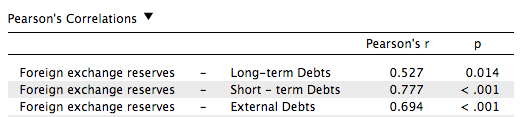 Pearson's Correlations ▼
Pearson's r p
Foreign exchange reserves – Long-term Debts 0.527 0.014
Foreign exchange reserves – Short - term Debts 0.777 < .001
Foreign exchange reserves – External Debts 0.694 < .001